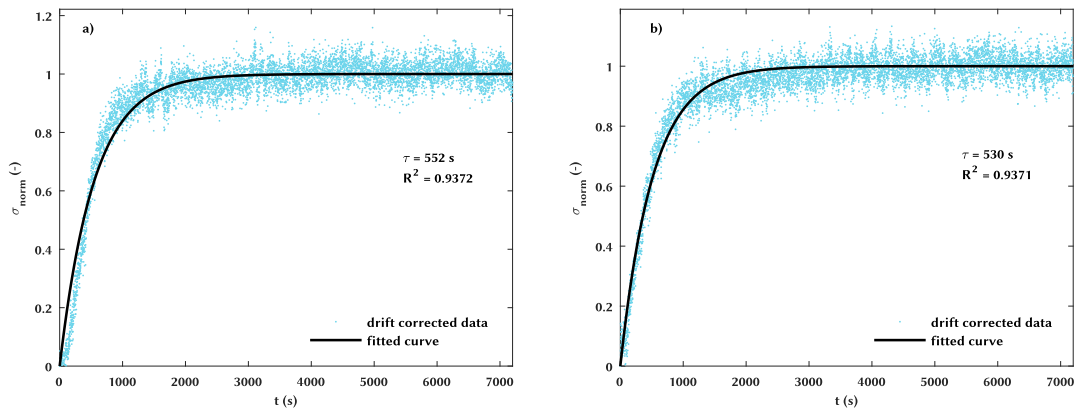 a)
1.2
1
0.8
0.6
0.4
0.2
0
σnorm (-)
τ = 552 s
R² = 0.9372
drift corrected data
fitted curve
0 1000 2000 3000 4000 5000 6000 7000
t (s)
b)
1
0.8
0.6
0.4
0.2
0
σnorm (-)
τ = 530 s
R² = 0.9371
drift corrected data
fitted curve
0 1000 2000 3000 4000 5000 6000 7000
t (s)